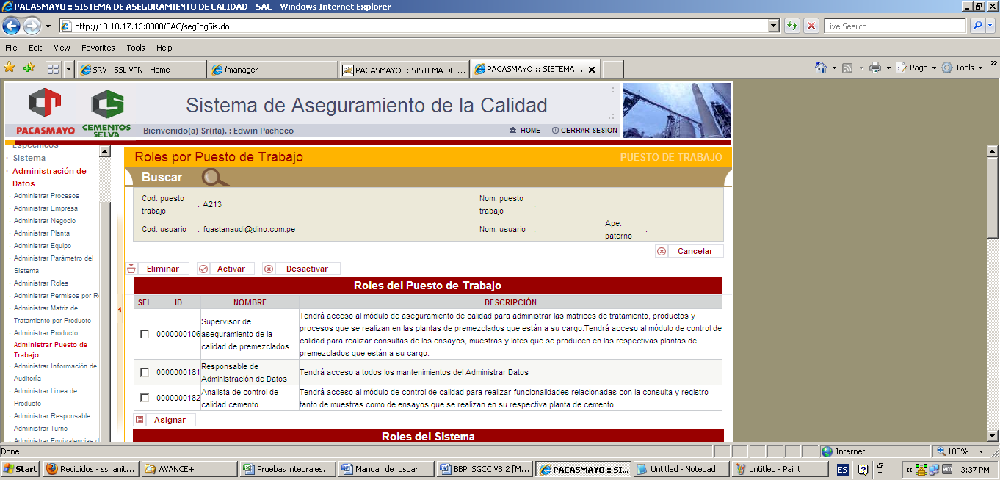 PACASMAYO :: SISTEMA DE ASEGURAMIENTO DE CALIDAD - SAC - Windows Internet Explorer
http://10.10.17.13:8080/SAC/segIngSis.do
Live Search
File Edit View Favorites Tools Help
SRV - SSL VPN - Home
/manager
PACASMAYO :: SISTEMA DE ...
PACASMAYO :: SISTEMA...
Page Tools
PACASMAYO
CEMENTOS
SELVA
Sistema de Aseguramiento de la Calidad
Bienvenido(a) Sr(ita). : Edwin Pacheco
HOME
CERRAR SESION
Específicos
· Sistema
· Administración de
Datos
· Administrar Procesos
· Administrar Empresa
· Administrar Negocio
· Administrar Planta
· Administrar Equipo
· Administrar Parámetro del
Sistema
· Administrar Roles
· Administrar Permisos por R
· Administrar Matriz de
Tratamiento por Producto
· Administrar Producto
· Administrar Puesto de
Trabajo
· Administrar Información de
Auditoría
· Administrar Línea de
Producto
· Administrar Responsable
· Administrar Turno
· Administrar Equivalencias d
Roles por Puesto de Trabajo
PUESTO DE TRABAJO
Buscar
Cod. puesto
trabajo
: A213
Nom. puesto
trabajo
:
Cod. usuario : fgastanaudi@dino.com.pe
Nom. usuario :
Ape.
paterno
:
Cancelar
Eliminar Activar Desactivar
Roles del Puesto de Trabajo
SEL ID NOMBRE DESCRIPCIÓN
0000000106
Supervisor de
aseguramiento de la
calidad de premezclados
Tendrá acceso al módulo de aseguramiento de calidad para administrar las matrices de tratamiento, productos y
procesos que se realizan en las plantas de premezclados que están a su cargo.Tendrá acceso al módulo de control de
calidad para realizar consultas de los ensayos, muestras y lotes que se producen en las respectivas plantas de
premezclados que están a su cargo.
0000000181
Responsable de
Administración de Datos
Tendrá acceso a todos los mantenimientos del Administrar Datos
0000000182
Analista de control de
calidad cemento
Tendrá acceso al módulo de control de calidad para realizar funcionalidades relacionadas con la consulta y registro
tanto de muestras como de ensayos que se realizan en su respectiva planta de cemento
Asignar
Roles del Sistema
Done
Internet
100%
Start
Recibidos - sshanit...
AVANCE+
Pruebas integrales...
Manual_de_usuari...
BBP_SGCC V8.2 [M...
PACASMAYO :: SI...
Untitled - Notepad
untitled - Paint
ES
3:37 PM